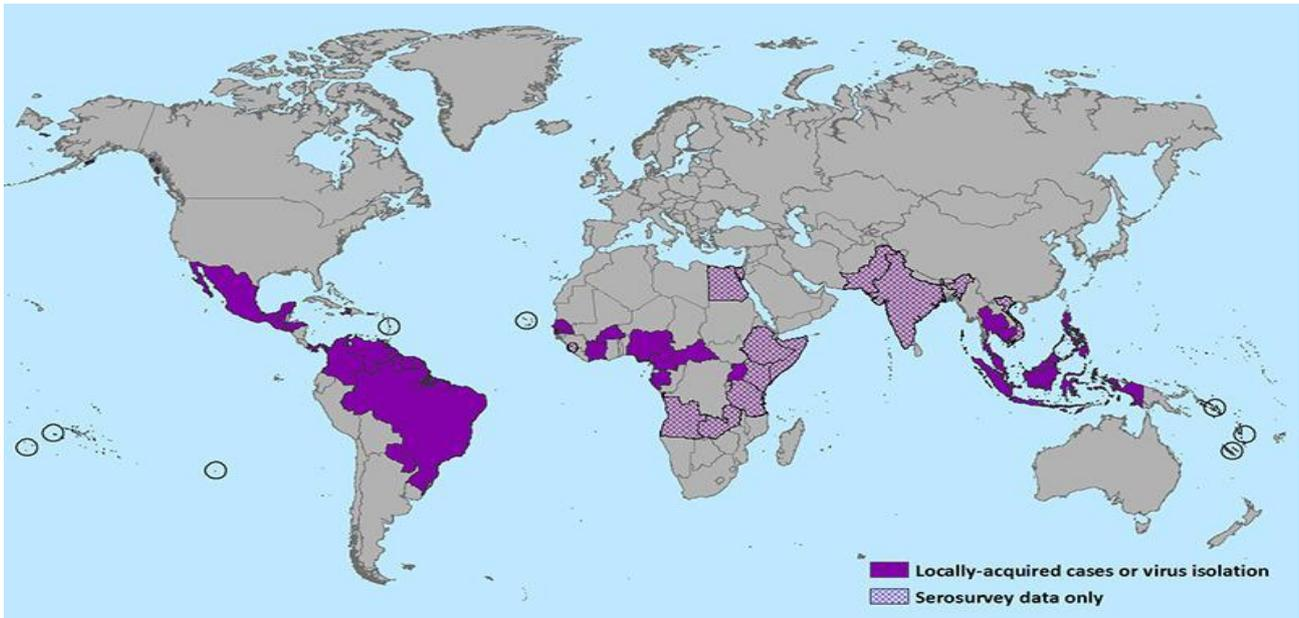 Locally-acquired cases or virus isolation
Serosurvey data only